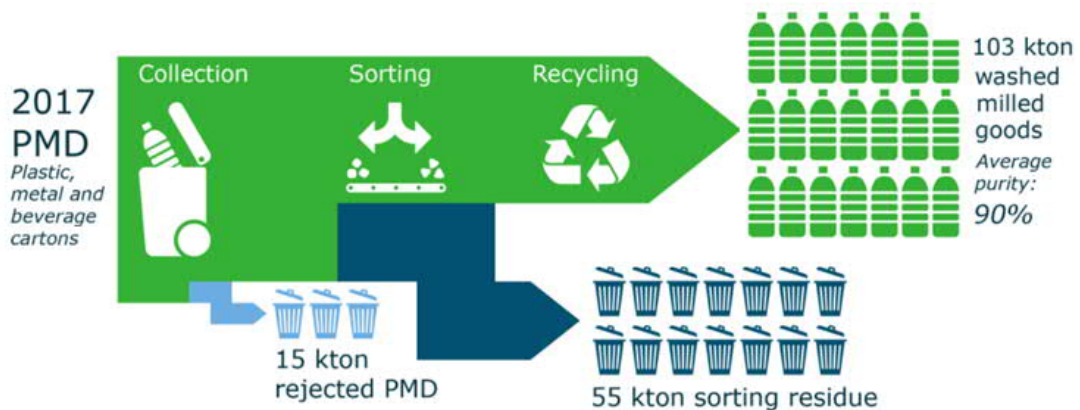 2017
PMD
Plastic,
metal and
beverage
cartons
Collection
Sorting
Recycling
103 kton
washed
milled
goods
Average
purity:
90%
15 kton
rejected PMD
55 kton sorting residue